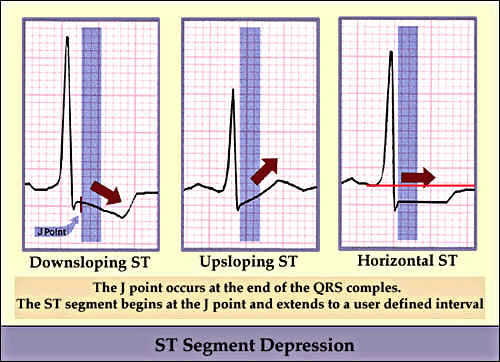 J Point
Downsloping ST
Upsloping ST
Horizontal ST
The J point occurs at the end of the QRS comples.
The ST segment begins at the J point and extends to a user defined interval
ST Segment Depression